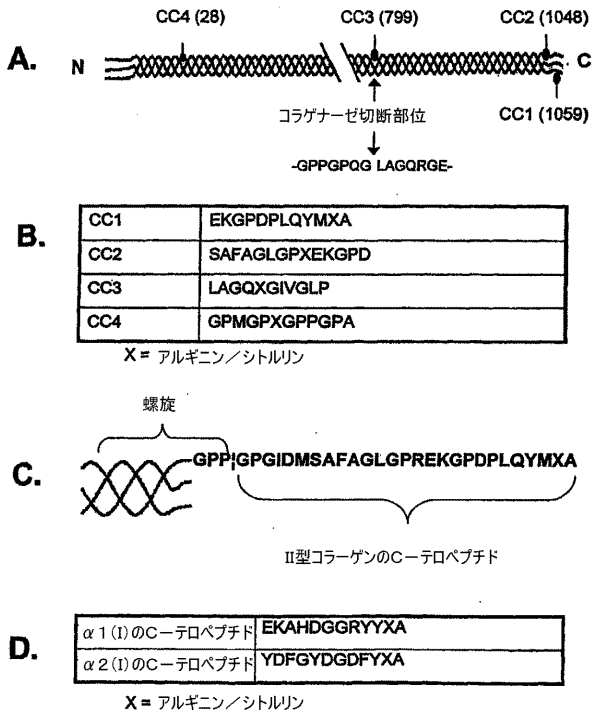 CC4 (28) CC3 (799) CC2 (1048)
A. N C
CC1 (1059)
コラゲナーゼ切断部位
-GPPGPQG LAGQRGE-
B.
CC1 EKGPDPLQYMXA
CC2 SAFAGLGPXEKGPD
CC3 LAGQXGIVGLP
CC4 GPMGPXGPPGPA
X = アルギニン／シトルリン
螺旋
C. GPP¦GPGIDMSAFAGLGPREKGPDPLQYMXA
II型コラーゲンのC－テロペプチド
D.
α1(I)のC－テロペプチド EKAHDGGRYYXA
α2(I)のC－テロペプチド YDFGYDGDFYXA
X = アルギニン／シトルリン